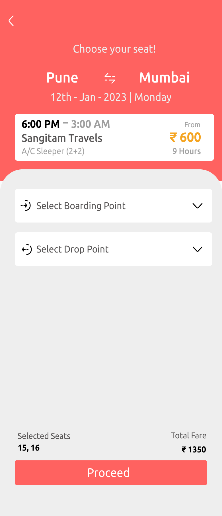 Choose your seat!
Pune Mumbai
12th - Jan - 2023 | Monday
6:00 PM – 3:00 AM From
Sangitam Travels ₹ 600
A/C Sleeper (2+2) 9 Hours
Select Boarding Point
Select Drop Point
Selected Seats Total Fare
15, 16 ₹ 1350
Proceed